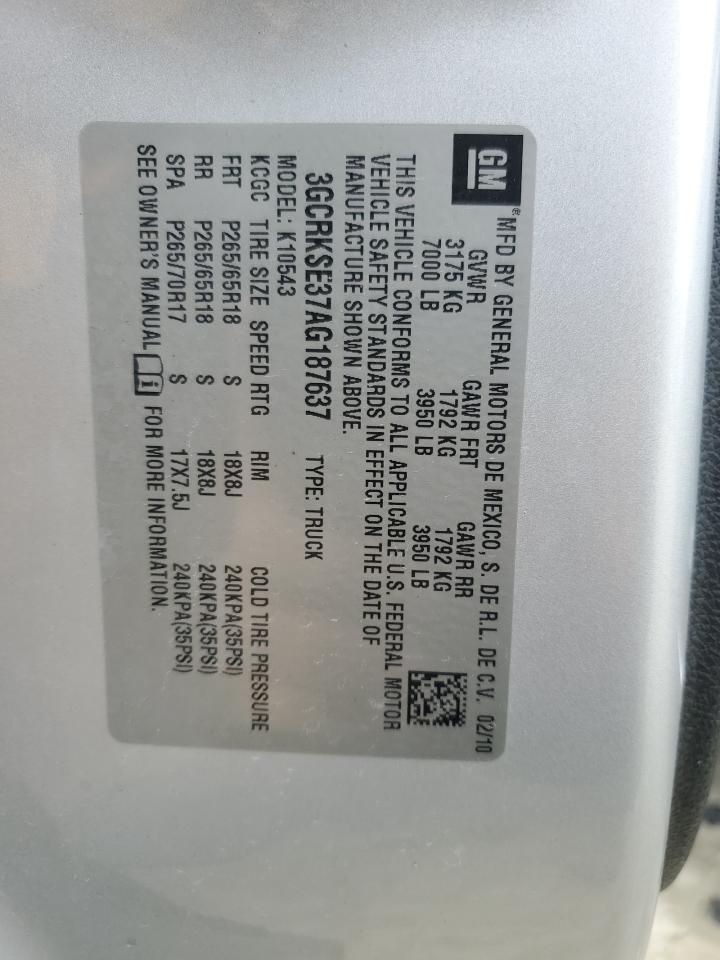 GM® MFD BY GENERAL MOTORS DE MEXICO, S. DE R.L. DE C.V. 02/10
GVWR GAWR FRT GAWR RR
3175 KG 1792 KG 1792 KG
7000 LB 3950 LB 3950 LB
THIS VEHICLE CONFORMS TO ALL APPLICABLE U.S. FEDERAL MOTOR
VEHICLE SAFETY STANDARDS IN EFFECT ON THE DATE OF
MANUFACTURE SHOWN ABOVE.
3GCRKSE37AG187637 TYPE: TRUCK
MODEL: K10543
KCGC TIRE SIZE SPEED RTG RIM COLD TIRE PRESSURE
FRT P265/65R18 S 18X8J 240KPA(35PSI)
RR P265/65R18 S 18X8J 240KPA(35PSI)
SPA P265/70R17 S 17X7.5J 240KPA(35PSI)
SEE OWNER'S MANUAL i FOR MORE INFORMATION.